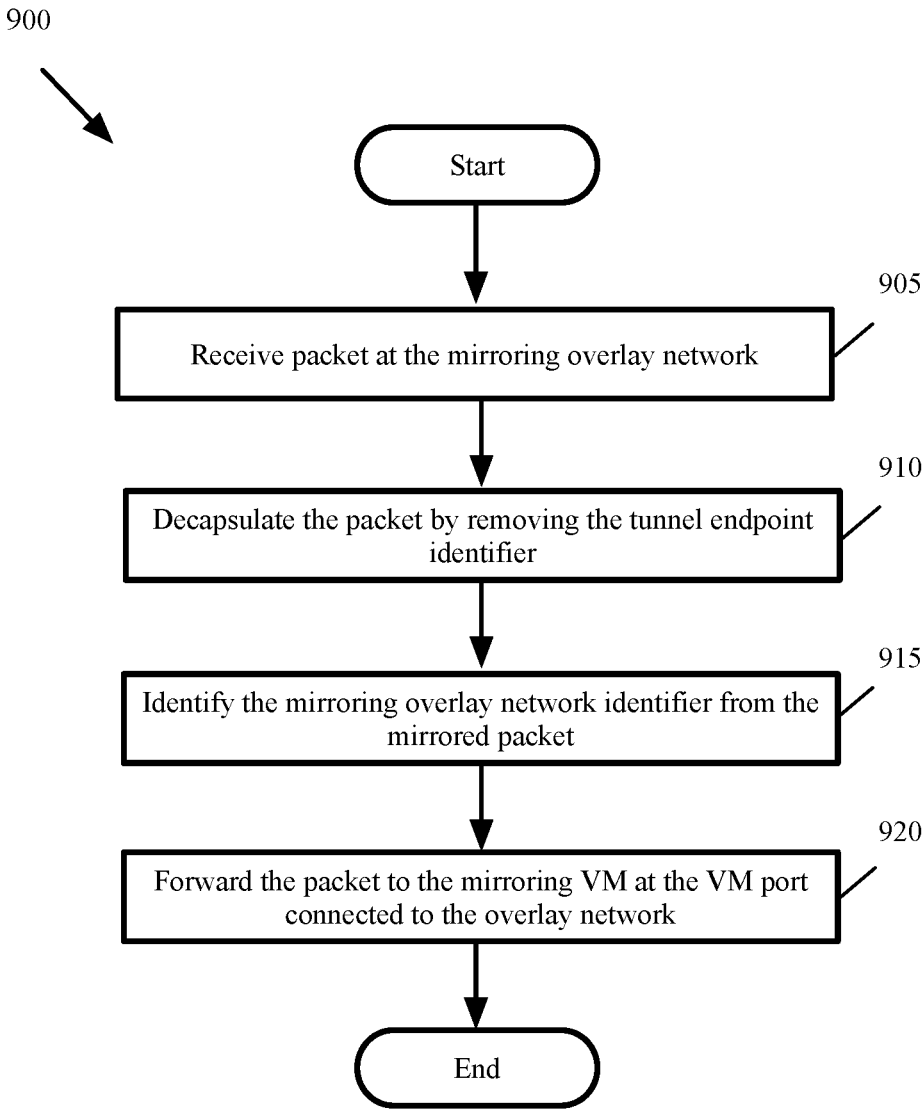 900
Start
905
Receive packet at the mirroring overlay network
910
Decapsulate the packet by removing the tunnel endpoint
identifier
915
Identify the mirroring overlay network identifier from the
mirrored packet
920
Forward the packet to the mirroring VM at the VM port
connected to the overlay network
End